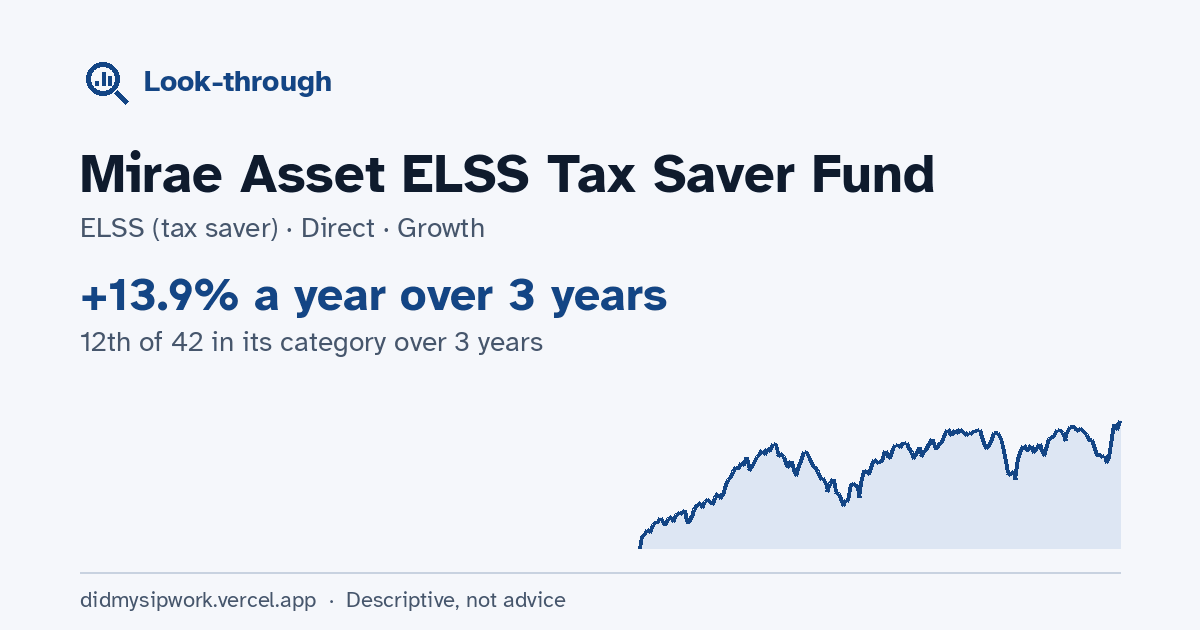 Look-through
Mirae Asset ELSS Tax Saver Fund
ELSS (tax saver) · Direct · Growth
+13.9% a year over 3 years
12th of 42 in its category over 3 years
didmysipwork.vercel.app · Descriptive, not advice